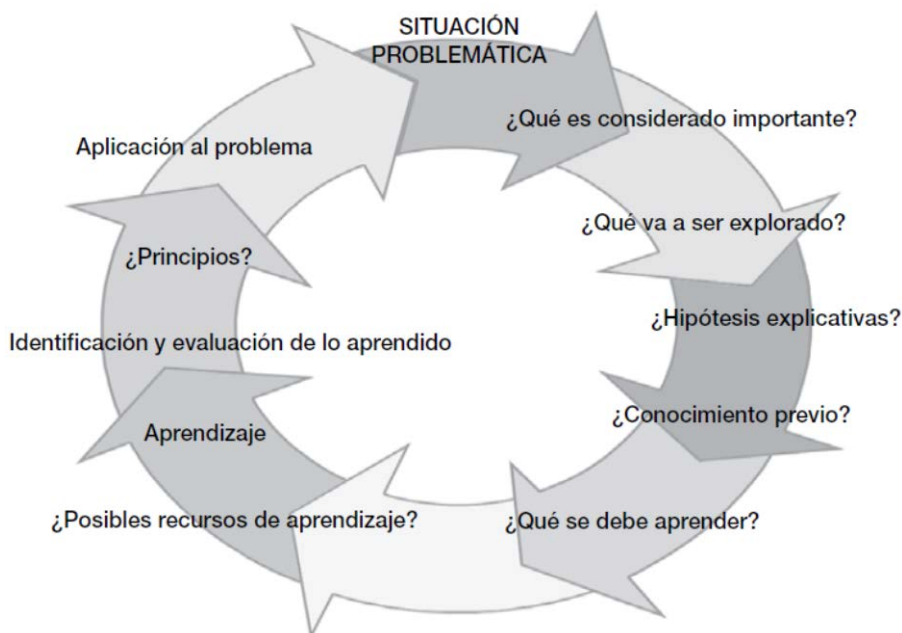 SITUACIÓN
PROBLEMÁTICA
¿Qué es considerado importante?
¿Qué va a ser explorado?
¿Hipótesis explicativas?
¿Conocimiento previo?
¿Qué se debe aprender?
¿Posibles recursos de aprendizaje?
Aprendizaje
Identificación y evaluación de lo aprendido
¿Principios?
Aplicación al problema